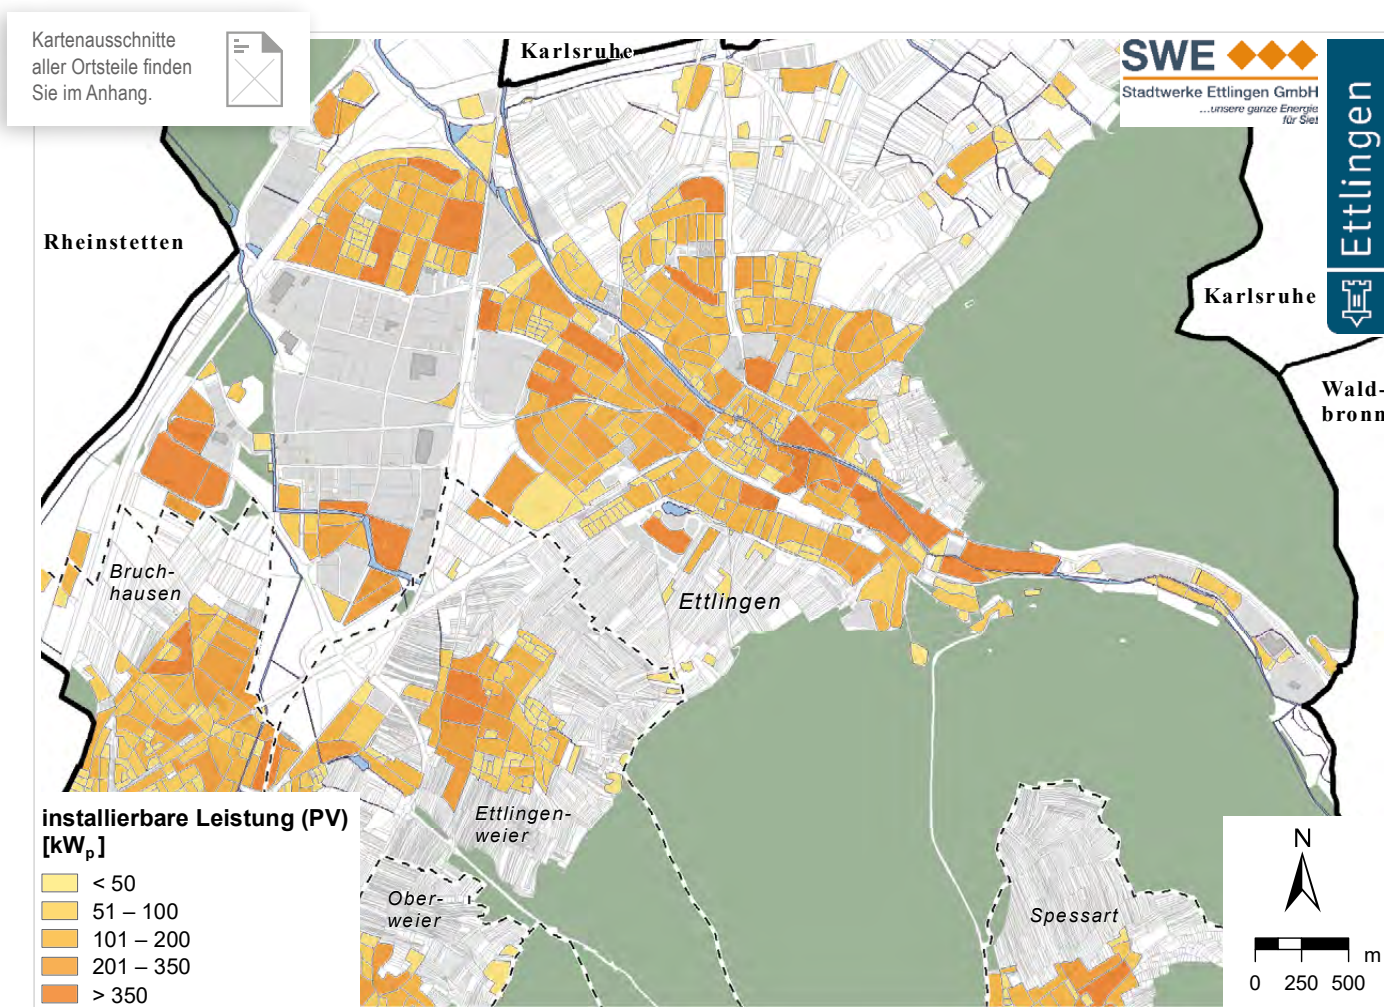 Kartenausschnitte
aller Ortsteile finden
Sie im Anhang.
Karlsruhe
SWE
Stadtwerke Ettlingen GmbH
...unsere ganze Energie
für Sie!
Ettlingen
Rheinstetten
Karlsruhe
Wald-
bronn
Bruch-
hausen
Ettlingen
Ettlingen-
weier
Ober-
weier
Spessart
installierbare Leistung (PV)
[kWp]
< 50
51 – 100
101 – 200
201 – 350
> 350
N
m
0 250 500